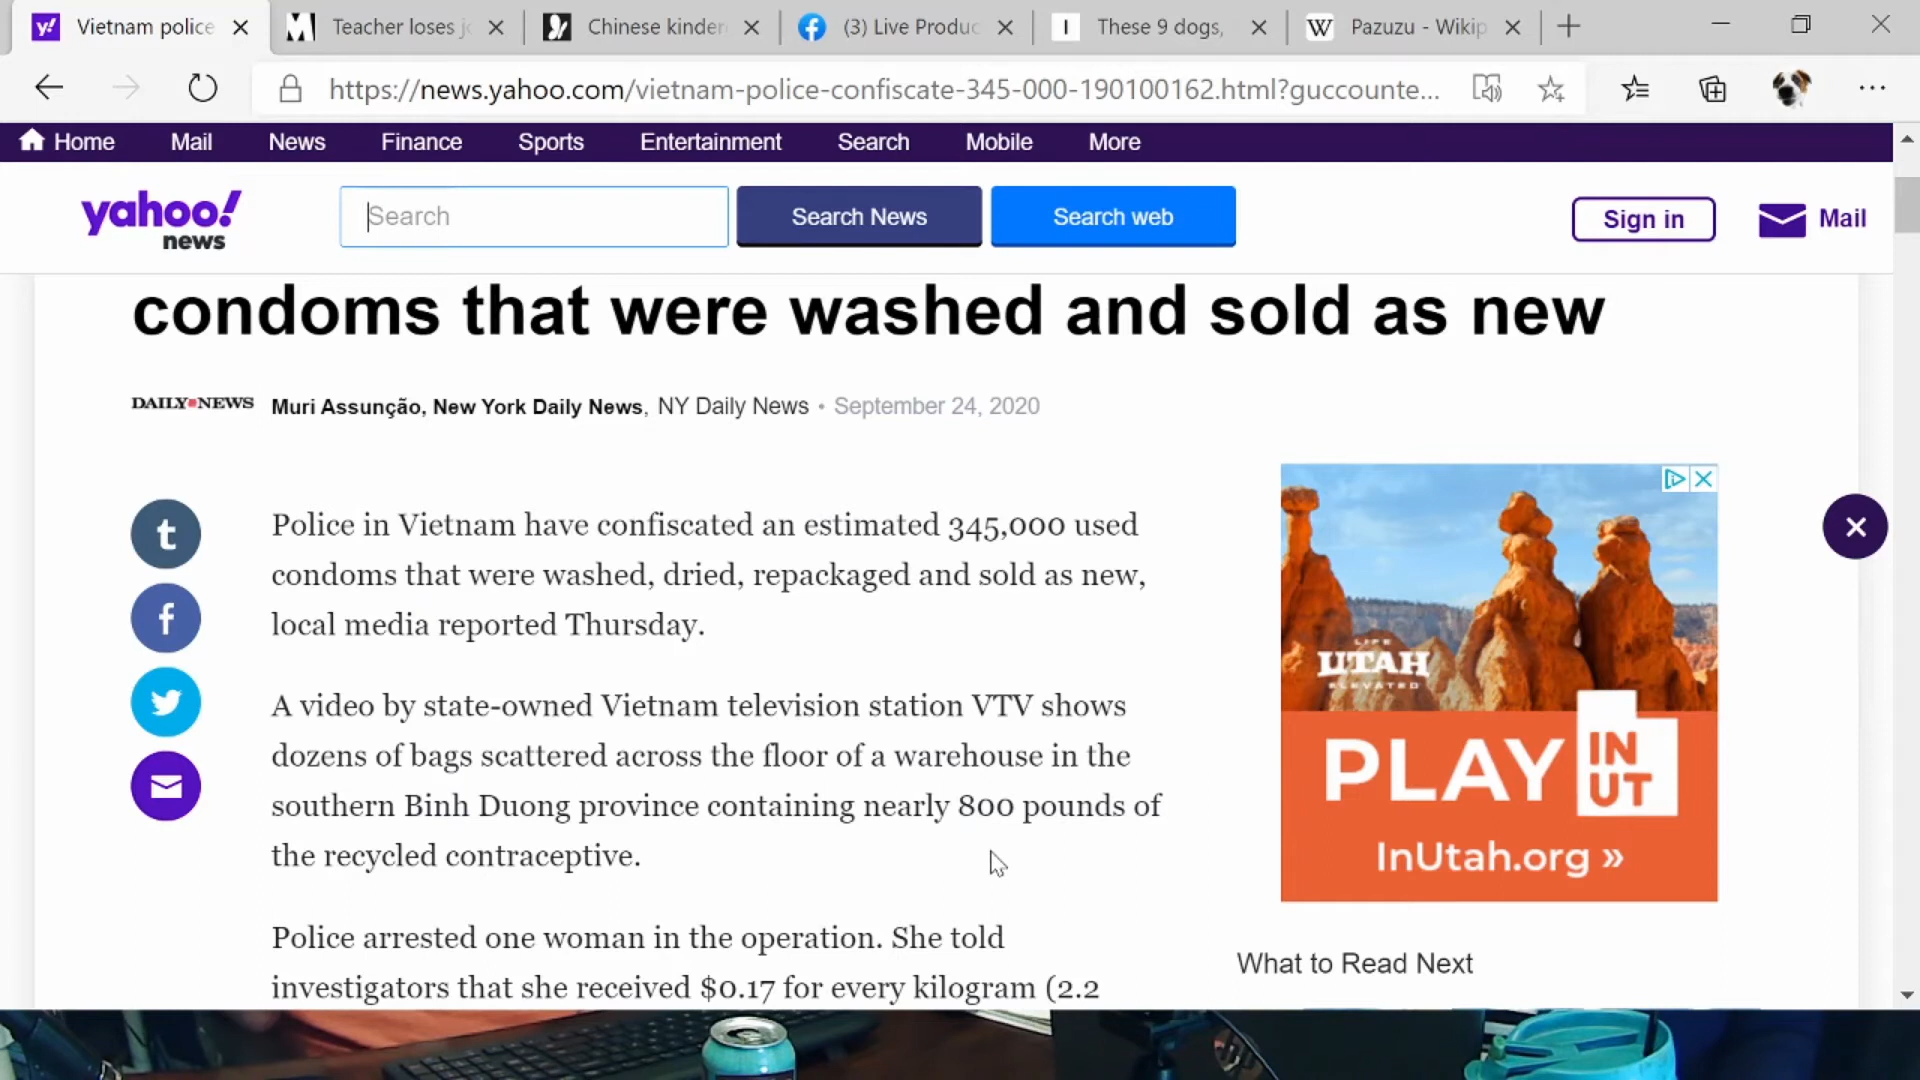 Vietnam police
Teacher loses j
Chinese kinder
(3) Live Produc
These 9 dogs,
Pazuzu - Wikip
https://news.yahoo.com/vietnam-police-confiscate-345-000-190100162.html?guccounte...
Home Mail News Finance Sports Entertainment Search Mobile More
yahoo!
news
Search
Search News
Search web
Sign in
Mail
condoms that were washed and sold as new
DAILY NEWS Muri Assunção, New York Daily News, NY Daily News • September 24, 2020
Police in Vietnam have confiscated an estimated 345,000 used
condoms that were washed, dried, repackaged and sold as new,
local media reported Thursday.
A video by state-owned Vietnam television station VTV shows
dozens of bags scattered across the floor of a warehouse in the
southern Binh Duong province containing nearly 800 pounds of
the recycled contraceptive.
Police arrested one woman in the operation. She told
investigators that she received $0.17 for every kilogram (2.2
LIFE
UTAH
ELEVATED
PLAY IN UT
InUtah.org »
What to Read Next